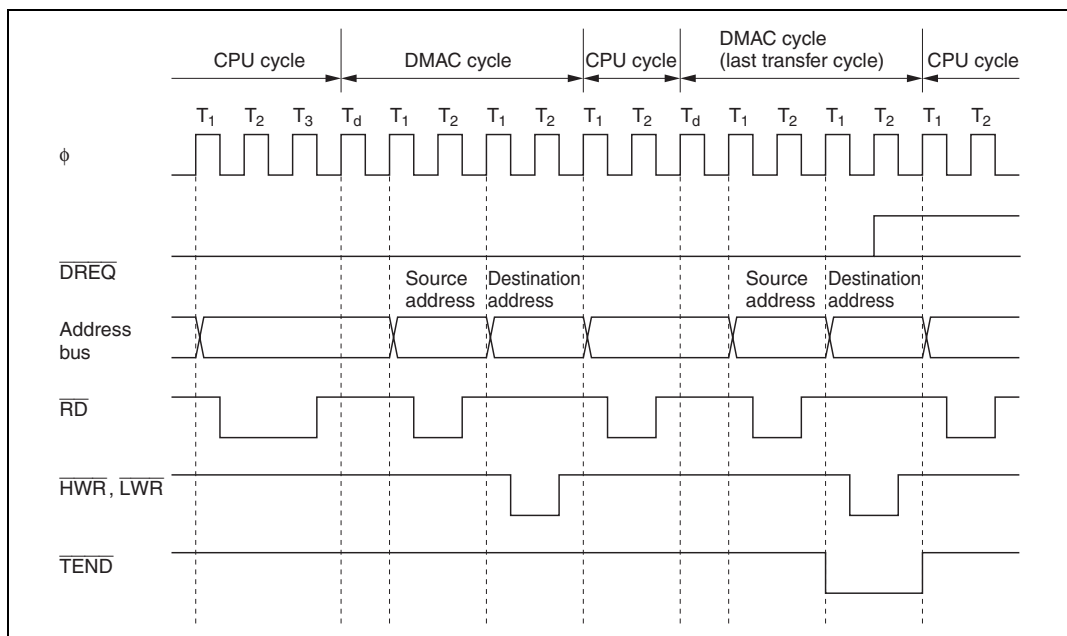 CPU cycle DMAC cycle CPU cycle DMAC cycle (last transfer cycle) CPU cycle
T1 T2 T3 Td T1 T2 T1 T2 T1 T2 Td T1 T2 T1 T2 T1 T2
φ
DREQ
Source address Destination address Source address Destination address
Address bus
RD
HWR, LWR
TEND